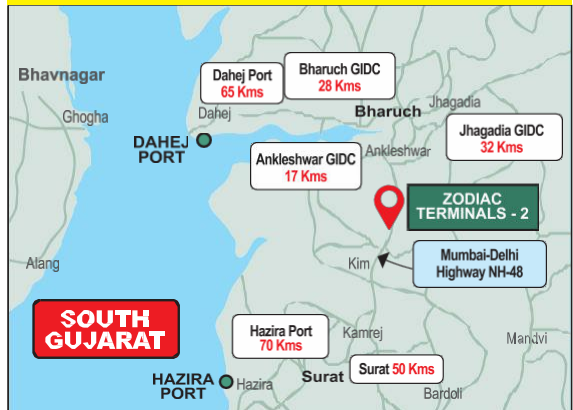 Bhavnagar
Ghogha
Dahej Port
65 Kms
Dahej
Bharuch GIDC
28 Kms
Bharuch
Jhagadia
Jhagadia GIDC
32 Kms
DAHEJ
PORT
Ankleshwar GIDC
17 Kms
Ankleshwar
ZODIAC
TERMINALS - 2
Alang
Kim
Mumbai-Delhi
Highway NH-48
SOUTH
GUJARAT
Hazira Port
70 Kms
Kamrej
Mandvi
HAZIRA
PORT
Hazira
Surat
Surat 50 Kms
Bardoli